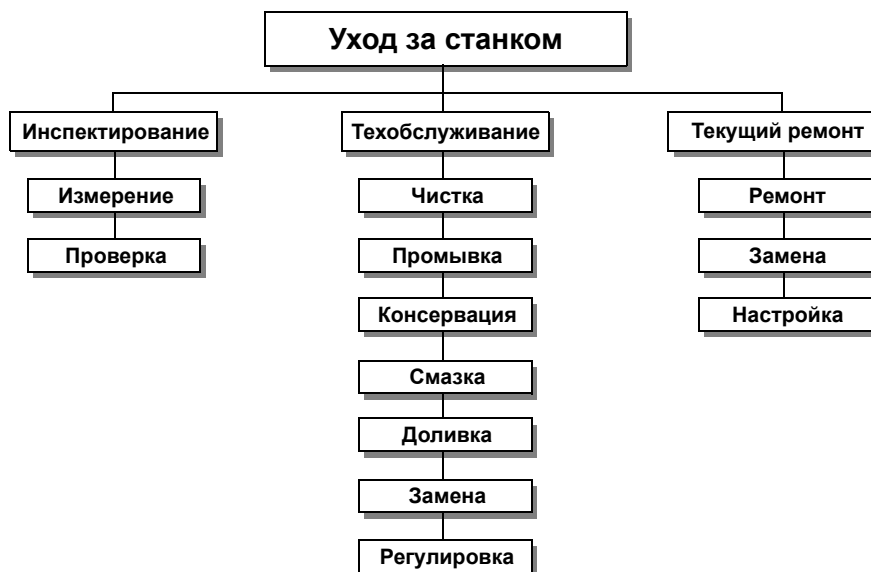 Уход за станком
Инспектирование
Измерение
Проверка
Техобслуживание
Чистка
Промывка
Консервация
Смазка
Доливка
Замена
Регулировка
Текущий ремонт
Ремонт
Замена
Настройка